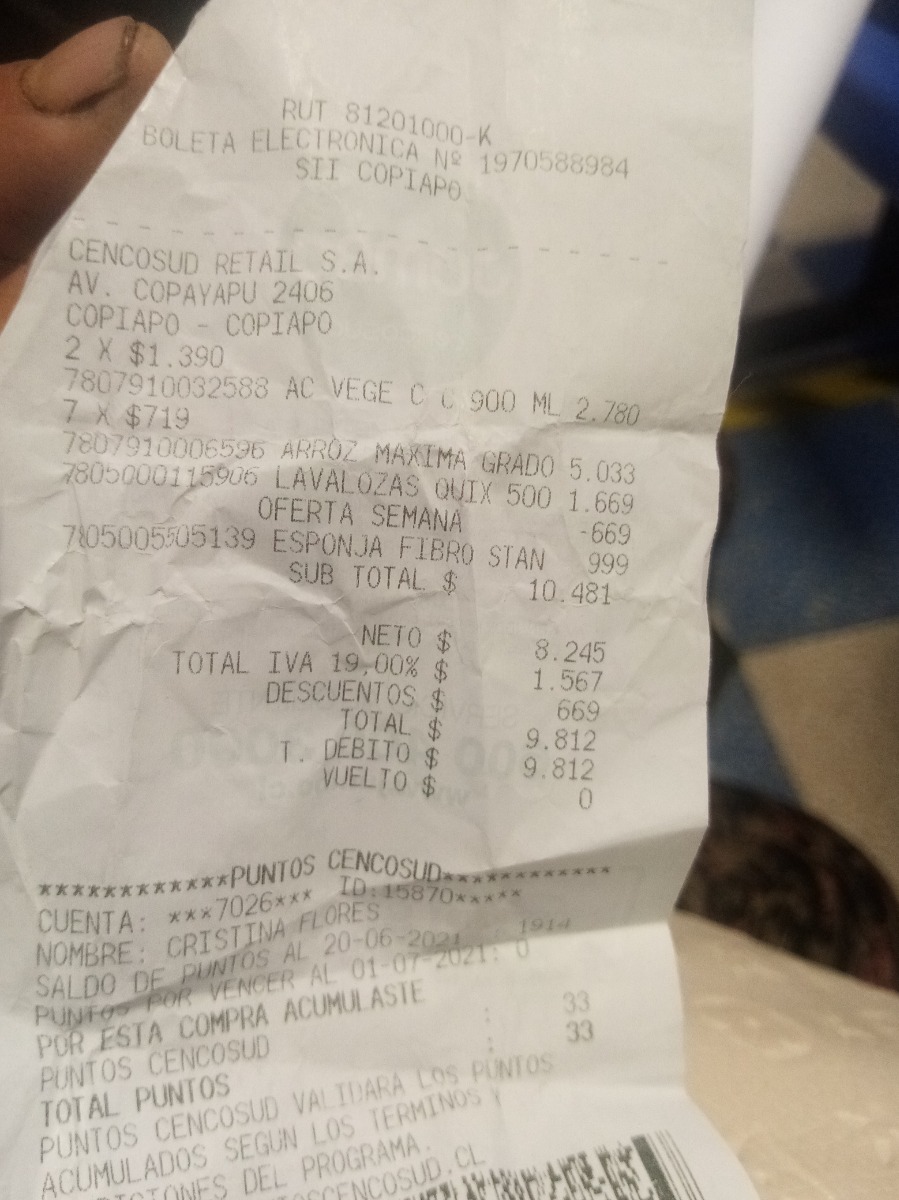 RUT 81201000-K
BOLETA ELECTRONICA Nº 1970588984
SII COPIAPO
CENCOSUD RETAIL S.A.
AV. COPAYAPU 2406
COPIAPO - COPIAPO
2 X $1.390
7807910032588 AC VEGE C C 900 ML 2.780
7 X $719
7807910006596 ARROZ MAXIMA GRADO 5.033
7805000115906 LAVALOZAS QUIX 500 1.669
OFERTA SEMANA -669
7805005505139 ESPONJA FIBRO STAN 999
SUB TOTAL $ 10.481
NETO $ 8.245
TOTAL IVA 19,00% $ 1.567
DESCUENTOS $ 669
TOTAL $ 9.812
T. DEBITO $ 9.812
VUELTO $ 0
************PUNTOS CENCOSUD************
CUENTA: ***7026*** ID:15870*****
NOMBRE: CRISTINA FLORES
SALDO DE PUNTOS AL 20-06-2021 : 1914
PUNTOS POR VENCER AL 01-07-2021: 0
POR ESTA COMPRA ACUMULASTE
PUNTOS CENCOSUD : 33
TOTAL PUNTOS : 33
PUNTOS CENCOSUD VALIDARA LOS PUNTOS
ACUMULADOS SEGUN LOS TERMINOS Y
DEL PROGRAMA.